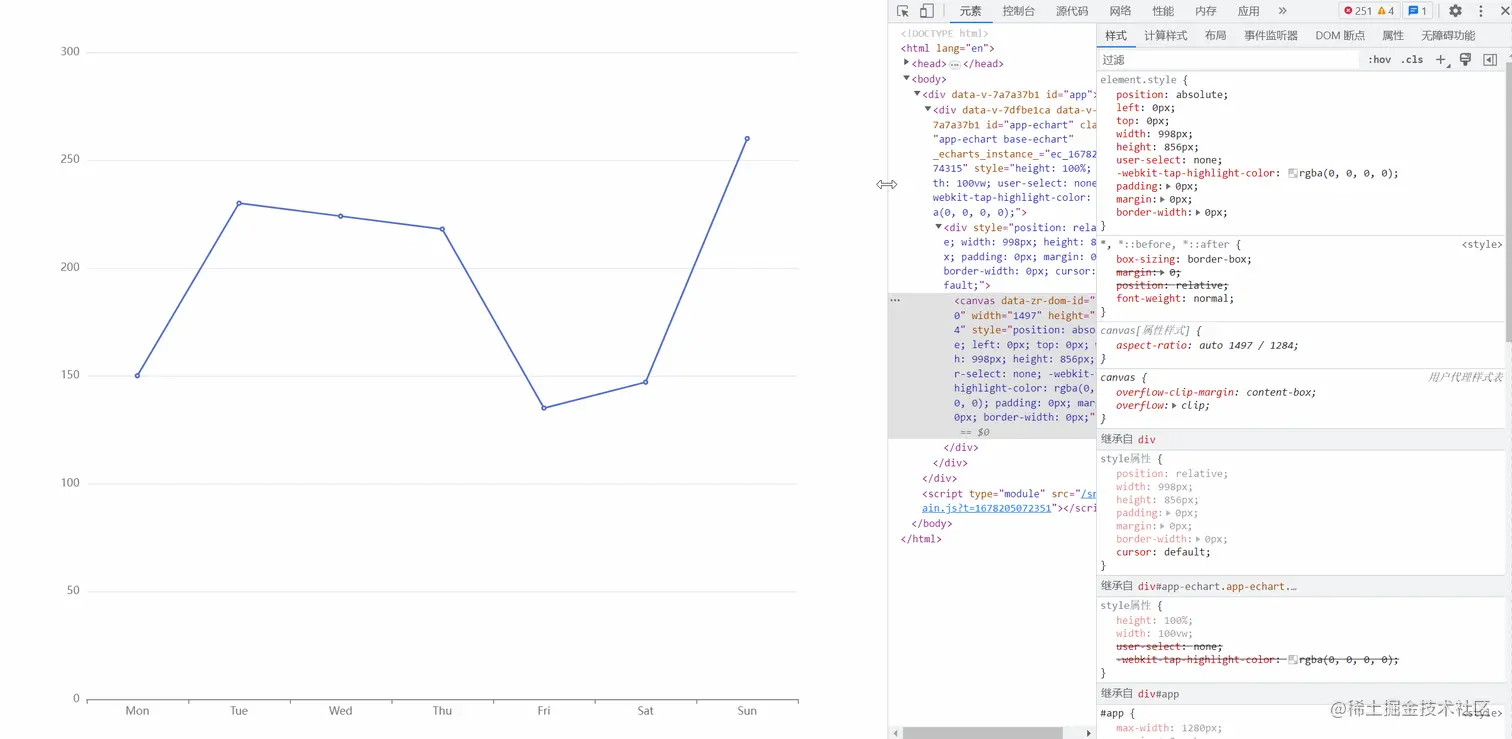 300
250
200
150
100
50
0
Mon Tue Wed Thu Fri Sat Sun
元素 控制台 源代码 网络 性能 内存 应用 » 251 4 1
<!DOCTYPE html>
<html lang="en">
<head> … </head>
<body>
<div data-v-7a7a37b1 id="app">
<div data-v-7dfbe1ca data-v-
7a7a37b1 id="app-echart" cla
"app-echart base-echart"
_echarts_instance_="ec_16782
74315" style="height: 100%;
th: 100vw; user-select: none
webkit-tap-highlight-color:
a(0, 0, 0, 0);">
<div style="position: rela
e; width: 998px; height: 8
x; padding: 0px; margin: 0
border-width: 0px; cursor:
fault;">
<canvas data-zr-dom-id="
0" width="1497" height="
4" style="position: abso
e; left: 0px; top: 0px;
h: 998px; height: 856px;
r-select: none; -webkit-
highlight-color: rgba(0,
0, 0); padding: 0px; mar
0px; border-width: 0px;"
== $0
</div>
</div>
</div>
<script type="module" src="/sr
ain.js?t=1678205072351"></scri
</body>
</html>
样式 计算样式 布局 事件监听器 DOM 断点 属性 无障碍功能
过滤 :hov .cls +
element.style {
position: absolute;
left: 0px;
top: 0px;
width: 998px;
height: 856px;
user-select: none;
-webkit-tap-highlight-color: rgba(0, 0, 0, 0);
padding: 0px;
margin: 0px;
border-width: 0px;
}
*, *::before, *::after { <style>
box-sizing: border-box;
margin: 0;
position: relative;
font-weight: normal;
}
canvas[属性样式] {
aspect-ratio: auto 1497 / 1284;
}
canvas { 用户代理样式表
overflow-clip-margin: content-box;
overflow: clip;
}
继承自 div
style属性 {
position: relative;
width: 998px;
height: 856px;
padding: 0px;
margin: 0px;
border-width: 0px;
cursor: default;
}
继承自 div#app-echart.app-echart.…
style属性 {
height: 100%;
width: 100vw;
user-select: none;
-webkit-tap-highlight-color: rgba(0, 0, 0, 0);
}
继承自 div#app
#app { <style>
max-width: 1280px;
@稀土掘金技术社区